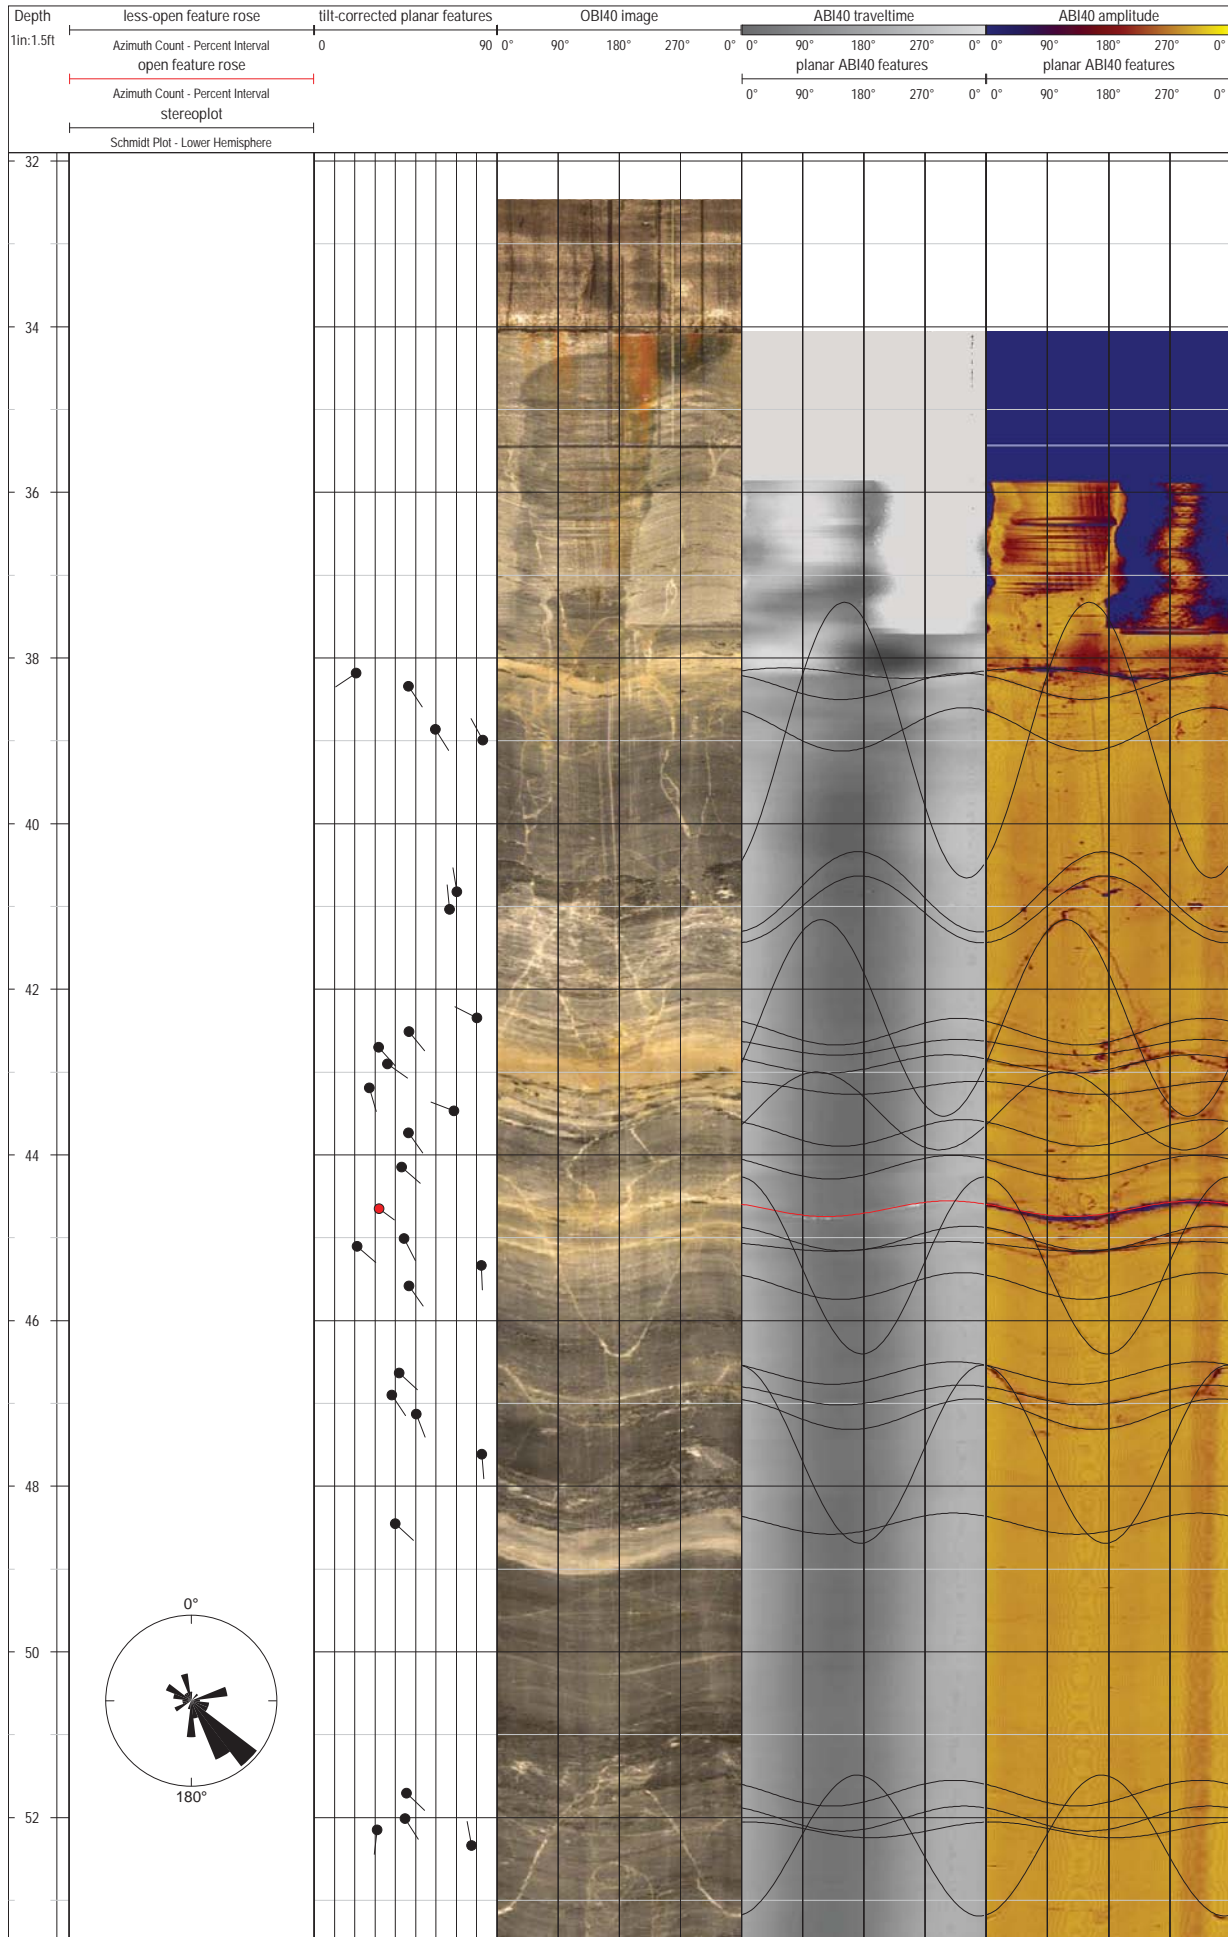 Depth
1in:1.5ft
less-open feature rose
Azimuth Count - Percent Interval
open feature rose
Azimuth Count - Percent Interval
stereoplot
Schmidt Plot - Lower Hemisphere
tilt-corrected planar features
0 90
OBI40 image
0° 90° 180° 270° 0°
ABI40 traveltime
0° 90° 180° 270° 0°
planar ABI40 features
0° 90° 180° 270° 0°
ABI40 amplitude
0° 90° 180° 270° 0°
planar ABI40 features
0° 90° 180° 270° 0°
32
34
36
38
40
42
44
46
48
50
52
0°
180°